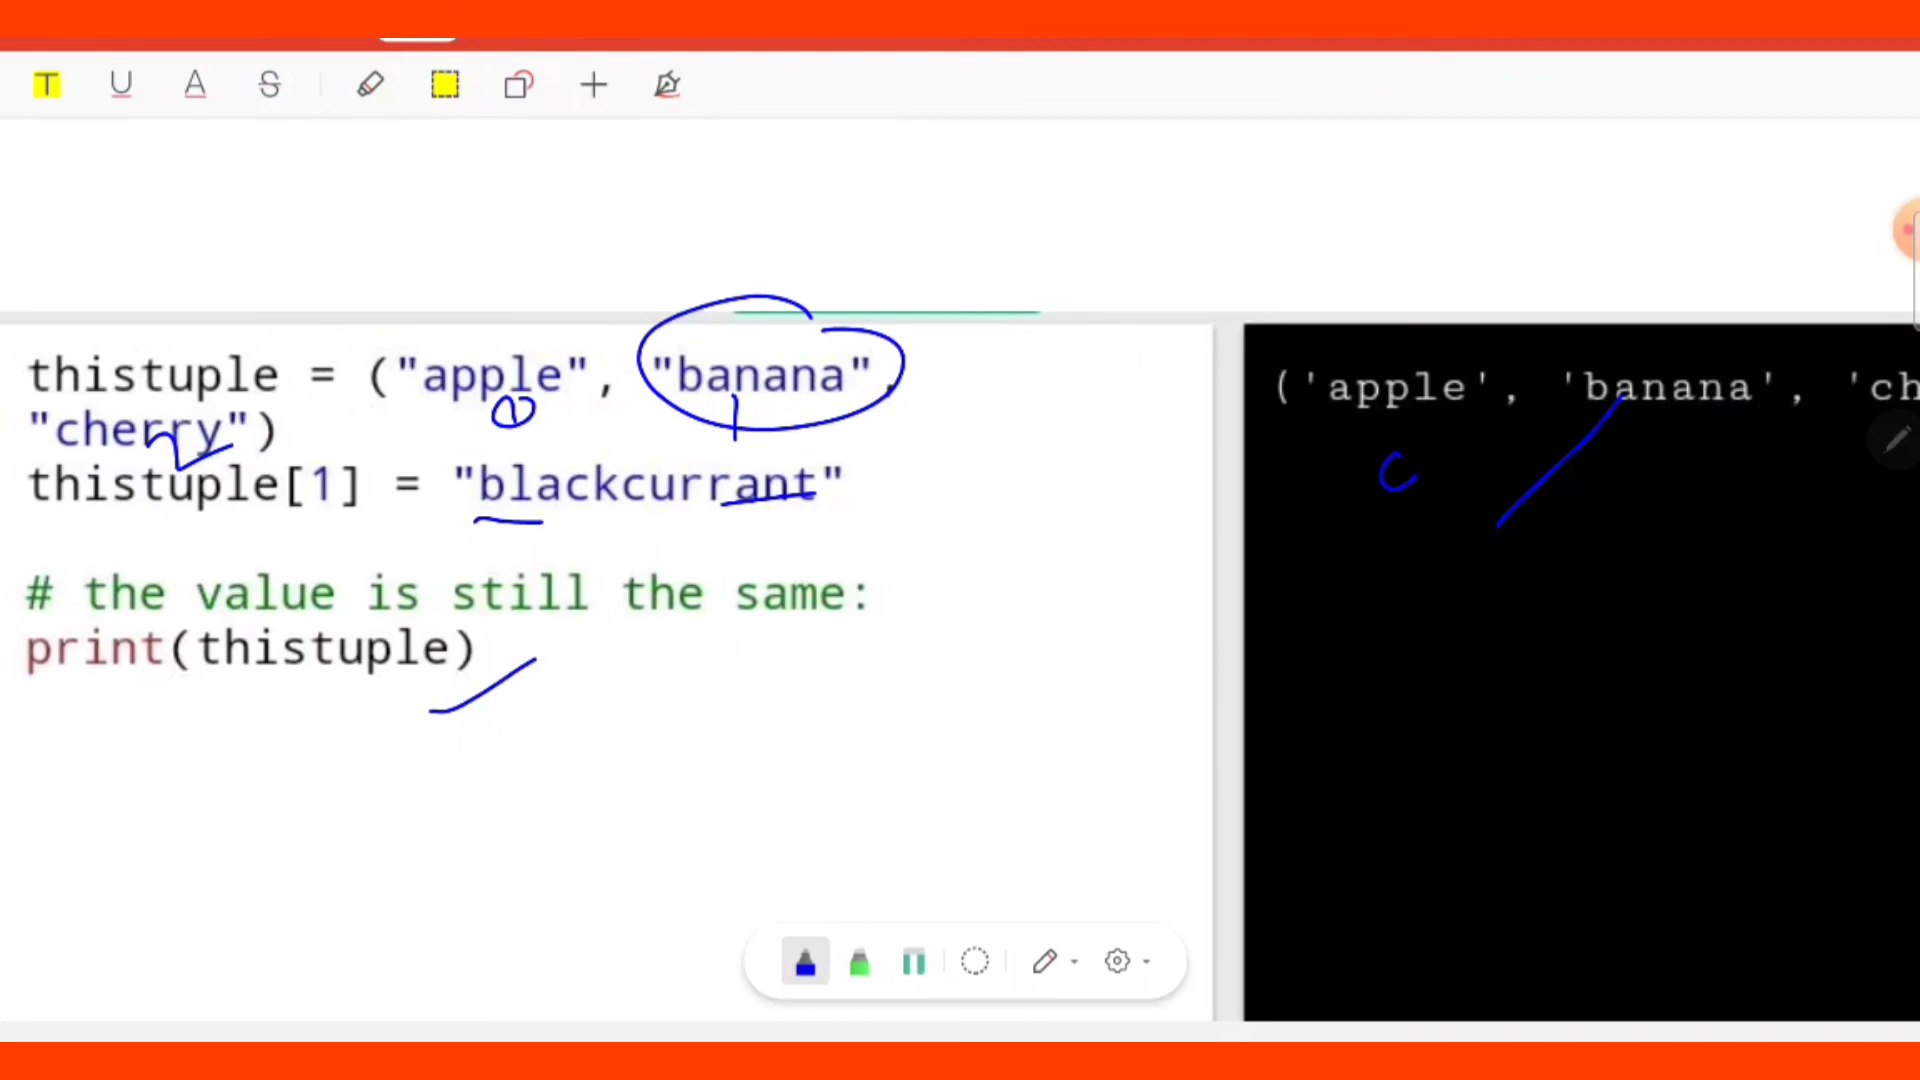 T U A S
thistuple = ("apple", "banana",
"cherry")
thistuple[1] = "blackcurrant"
# the value is still the same:
print(thistuple)
('apple', 'banana', 'ch